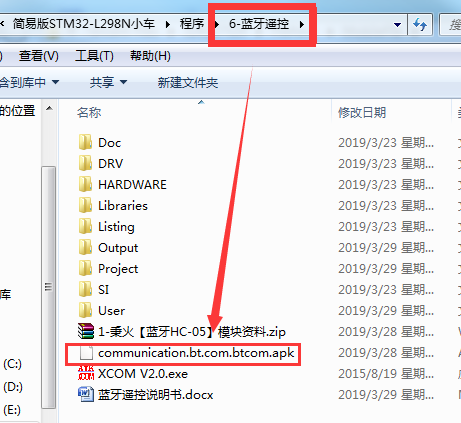 简易版STM32-L298N小车 ▸ 程序 ▸ 6-蓝牙遥控 ▸
) 查看(V) 工具(T) 帮助(H)
含到库中 共享 新建文件夹
的位置 名称 修改日期
Doc 2019/3/23 星期...
DRV 2019/3/23 星期...
HARDWARE 2019/3/23 星期...
Libraries 2019/3/23 星期...
Listing 2019/3/23 星期...
Output 2019/3/29 星期...
Project 2019/3/29 星期...
库 SI 2019/3/23 星期...
User 2019/3/29 星期...
1-秉火【蓝牙HC-05】模块资料.zip 2019/3/28 星期...
(C:) communication.bt.com.btcom.apk 2019/3/28 星期...
(D:) XCOM V2.0.exe 2015/8/19 星期...
(E:) 蓝牙遥控说明书.docx 2019/3/29 星期...